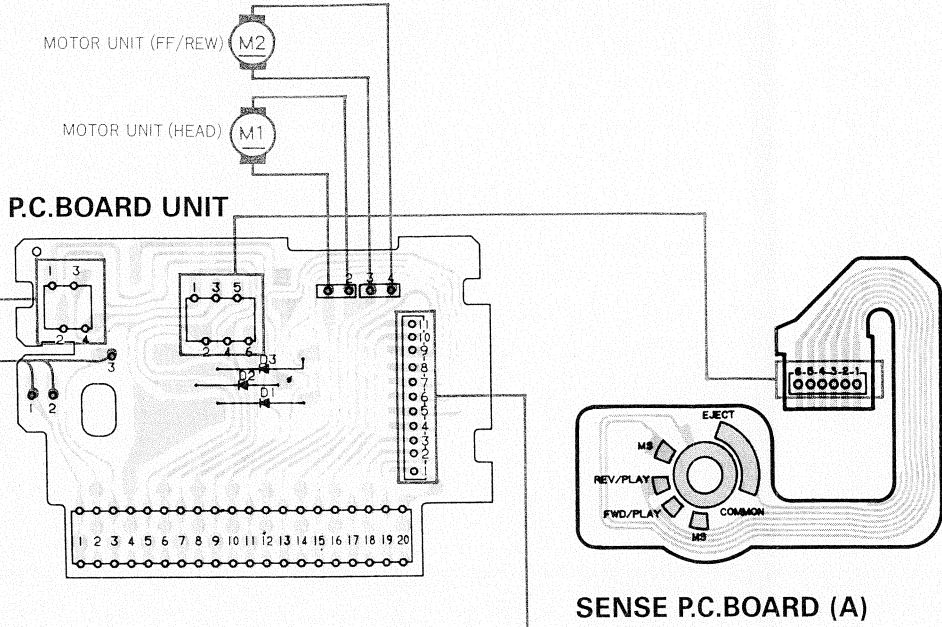 MOTOR UNIT (FF/REW) M2
MOTOR UNIT (HEAD) M1
P.C.BOARD UNIT
1 3
2 4
1 3 5
2 4 6
1 2 3
2 3 4
D3
D2
D1
11
10
9
8
7
6
5
4
3
2
1
1 2 3 4 5 6 7 8 9 10 11 12 13 14 15 16 17 18 19 20
6-5-4-3-2-1
EJECT
MS
REV/PLAY
FWD/PLAY
MS
COMMON
SENSE P.C.BOARD (A)